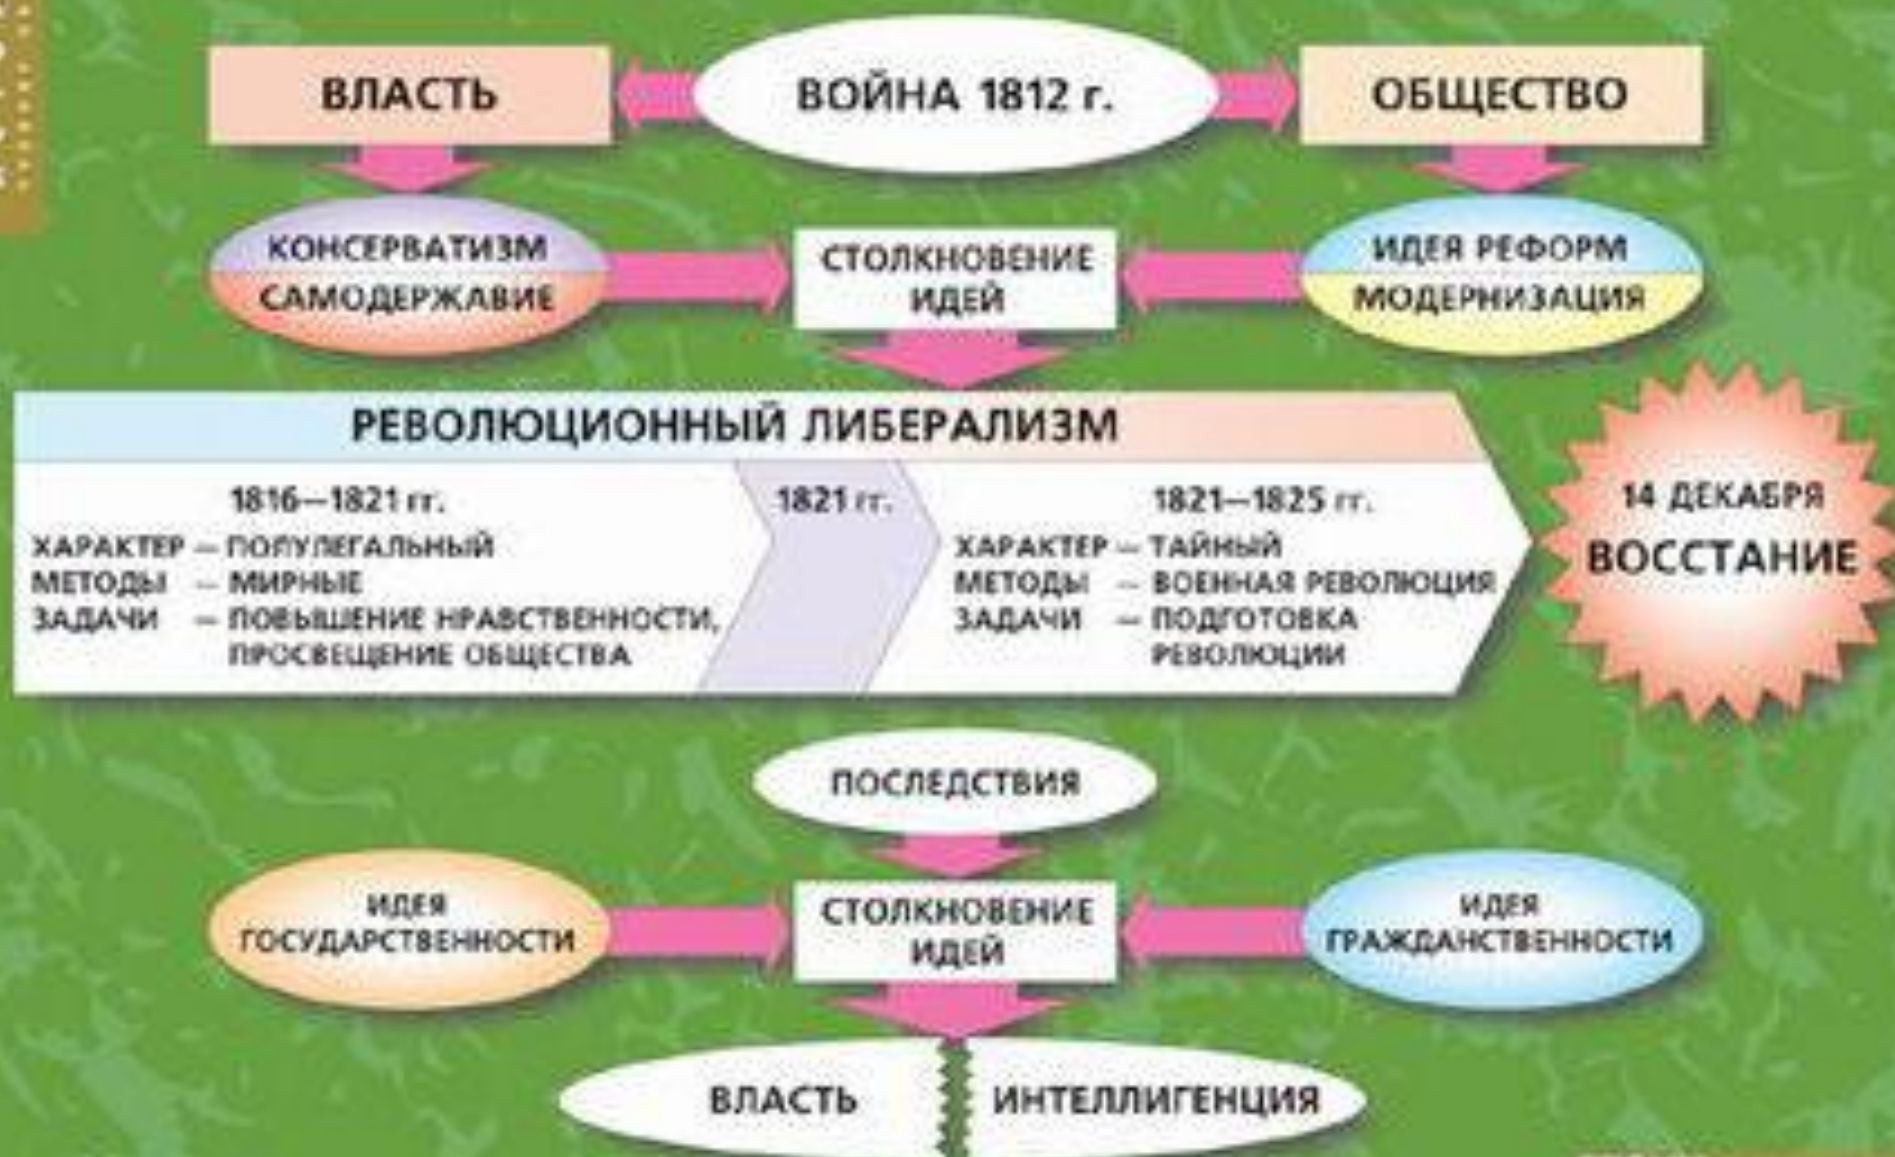 ВЛАСТЬ
ВОЙНА 1812 г.
ОБЩЕСТВО
КОНСЕРВАТИЗМ
САМОДЕРЖАВИЕ
СТОЛКНОВЕНИЕ
ИДЕЙ
ИДЕЯ РЕФОРМ
МОДЕРНИЗАЦИЯ
РЕВОЛЮЦИОННЫЙ ЛИБЕРАЛИЗМ
1816—1821 гг.
ХАРАКТЕР — ПОЛУЛЕГАЛЬНЫЙ
МЕТОДЫ — МИРНЫЕ
ЗАДАЧИ — ПОВЫШЕНИЕ НРАВСТВЕННОСТИ,
ПРОСВЕЩЕНИЕ ОБЩЕСТВА
1821 гг.
1821—1825 гг.
ХАРАКТЕР — ТАЙНЫЙ
МЕТОДЫ — ВОЕННАЯ РЕВОЛЮЦИЯ
ЗАДАЧИ — ПОДГОТОВКА
РЕВОЛЮЦИИ
14 ДЕКАБРЯ
ВОССТАНИЕ
ПОСЛЕДСТВИЯ
ИДЕЯ
ГОСУДАРСТВЕННОСТИ
СТОЛКНОВЕНИЕ
ИДЕЙ
ИДЕЯ
ГРАЖДАНСТВЕННОСТИ
ВЛАСТЬ
ИНТЕЛЛИГЕНЦИЯ